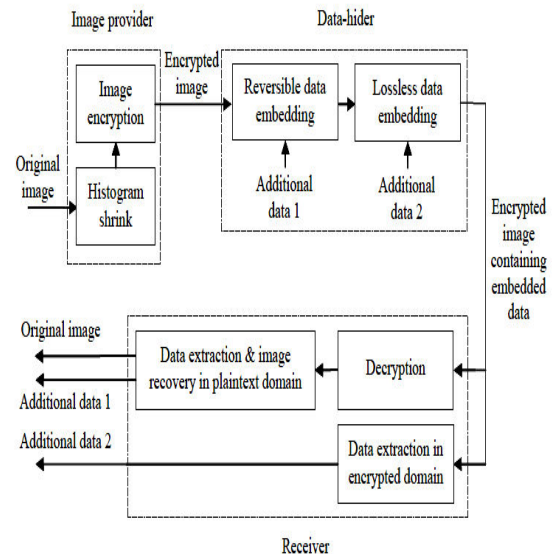 Image provider
Data-hider
Encrypted
image
Image
encryption
Reversible data
embedding
Lossless data
embedding
Original
image
Histogram
shrink
Additional
data 1
Additional
data 2
Encrypted
image
containing
embedded
data
Original image
Data extraction & image
recovery in plaintext domain
Decryption
Additional data 1
Additional data 2
Data extraction in
encrypted domain
Receiver